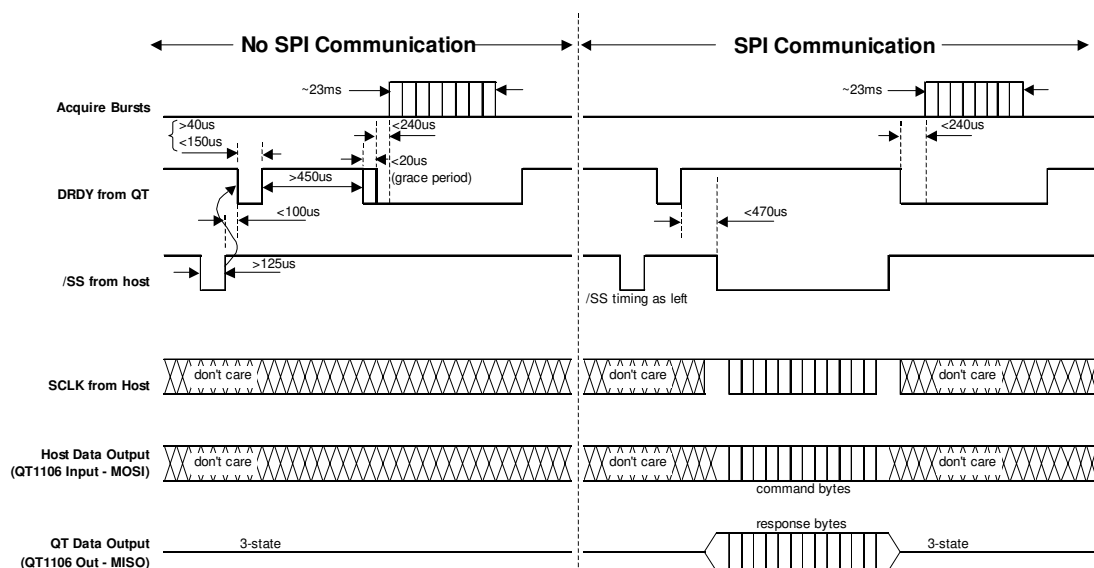 No SPI Communication
SPI Communication
~23ms
~23ms
Acquire Bursts
>40us
<150us
<240us
<240us
<20us
(grace period)
>450us
DRDY from QT
<100us
<470us
>125us
/SS from host
/SS timing as left
don't care
don't care
don't care
SCLK from Host
Host Data Output
(QT1106 Input - MOSI)
don't care
don't care
don't care
command bytes
response bytes
QT Data Output
(QT1106 Out - MISO)
3-state
3-state